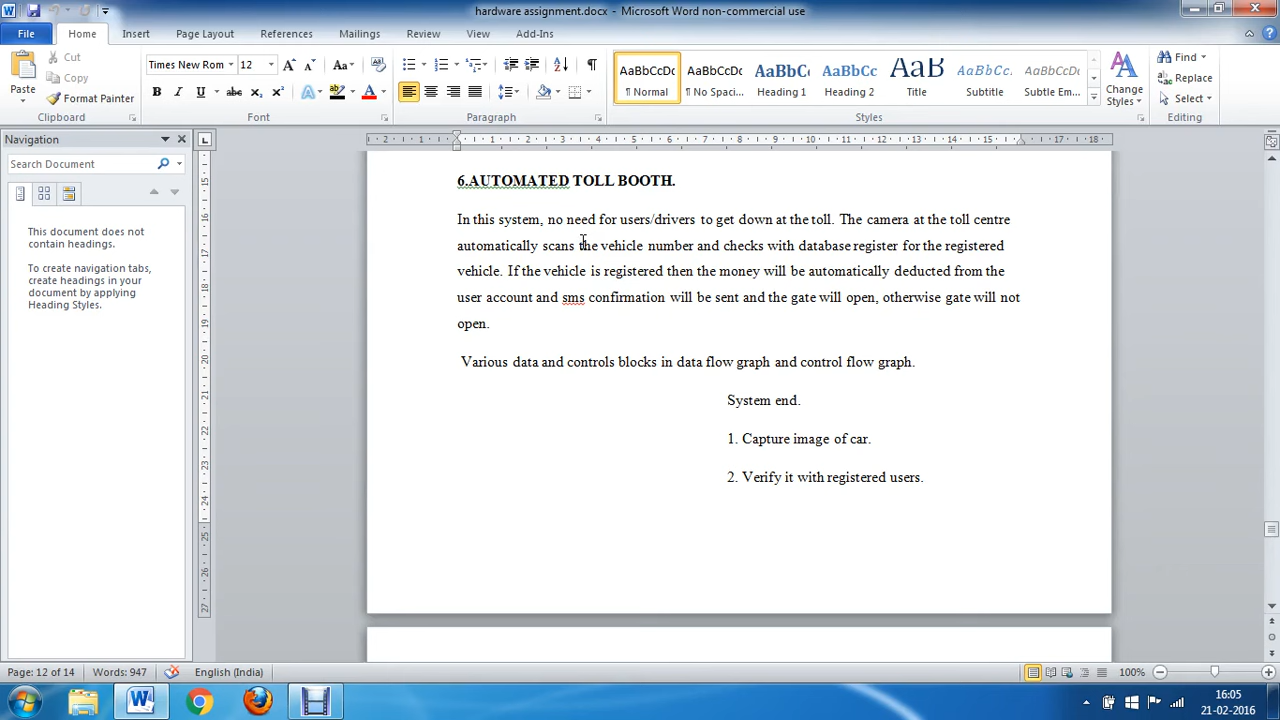 hardware assignment.docx - Microsoft Word non-commercial use
File Home Insert Page Layout References Mailings Review View Add-Ins
Paste
Cut
Copy
Format Painter
Clipboard
Times New Rom 12
Font
Paragraph
AaBbCcDc AaBbCcDc AaBbCc AaBbCc AaB AaBbCc. AaBbCcDc
¶ Normal ¶ No Spaci... Heading 1 Heading 2 Title Subtitle Subtle Em...
Change Styles
Styles
Find
Replace
Select
Editing
Navigation
Search Document
This document does not
contain headings.
To create navigation tabs,
create headings in your
document by applying
Heading Styles.
6.AUTOMATED TOLL BOOTH.
In this system, no need for users/drivers to get down at the toll. The camera at the toll centre
automatically scans the vehicle number and checks with database register for the registered
vehicle. If the vehicle is registered then the money will be automatically deducted from the
user account and sms confirmation will be sent and the gate will open, otherwise gate will not
open.
Various data and controls blocks in data flow graph and control flow graph.
System end.
1. Capture image of car.
2. Verify it with registered users.
Page: 12 of 14 Words: 947 English (India) 100%
16:05
21-02-2016